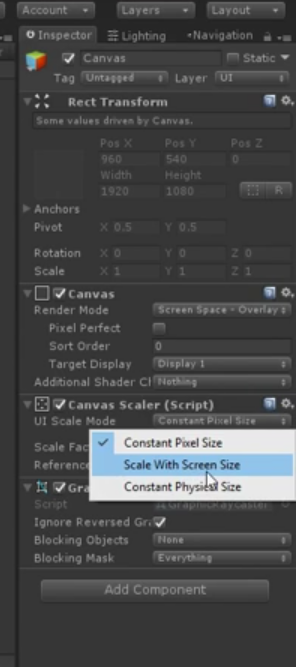 Account Layers Layout
Inspector Lighting Navigation
Canvas Static
Tag Untagged Layer UI
Rect Transform
Some values driven by Canvas.
Pos X Pos Y Pos Z
960 540 0
Width Height
1920 1080
R
Anchors
Pivot X 0.5 Y 0.5
Rotation X 0 Y 0 Z 0
Scale X 1 Y 1 Z 1
Canvas
Render Mode Screen Space - Overlay
Pixel Perfect
Sort Order 0
Target Display Display 1
Additional Shader Cl Nothing
Canvas Scaler (Script)
UI Scale Mode Constant Pixel Size
Constant Pixel Size
Scale Fac
Scale With Screen Size
Reference
Constant Physical Size
Gra
Script GraphicRaycaster
Ignore Reversed Gra
Blocking Objects None
Blocking Mask Everything
Add Component